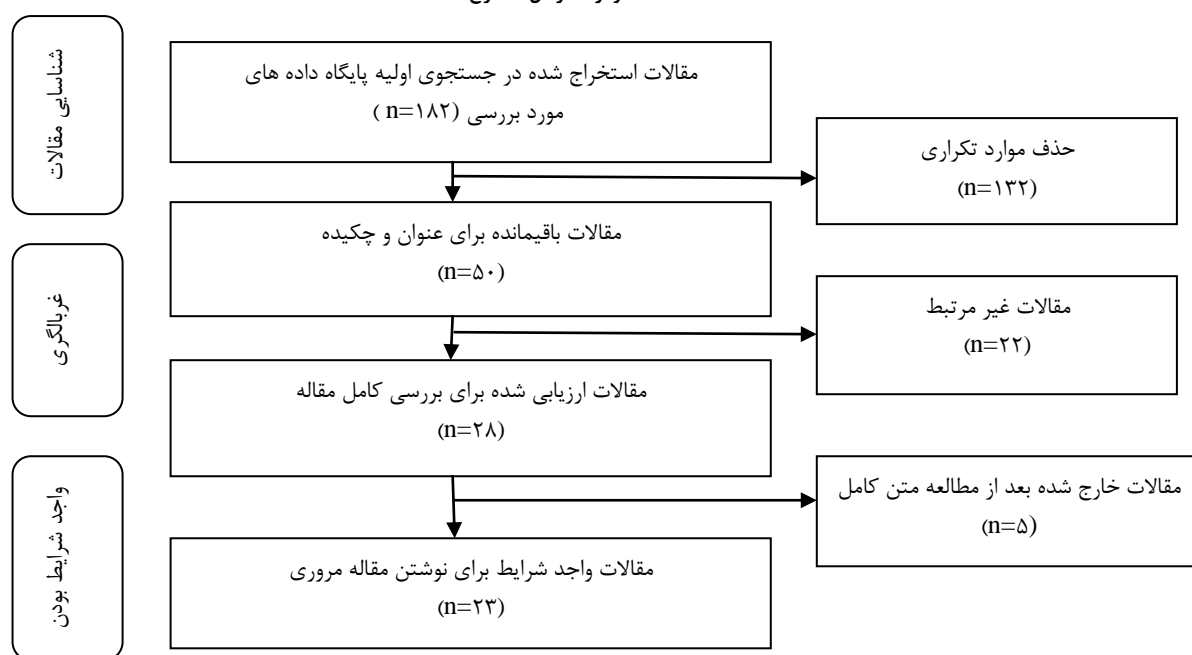 شناسایی مقالات
مقالات استخراج شده در جستجوی اولیه پایگاه داده های
مورد بررسی (n=۱۸۲ )
حذف موارد تکراری
(n=۱۳۲)
مقالات باقیمانده برای عنوان و چکیده
(n=۵۰)
غربالگری
مقالات غیر مرتبط
(n=۲۲)
مقالات ارزیابی شده برای بررسی کامل مقاله
(n=۲۸)
واجد شرایط بودن
مقالات خارج شده بعد از مطالعه متن کامل
(n=۵)
مقالات واجد شرایط برای نوشتن مقاله مروری
(n=۲۳)